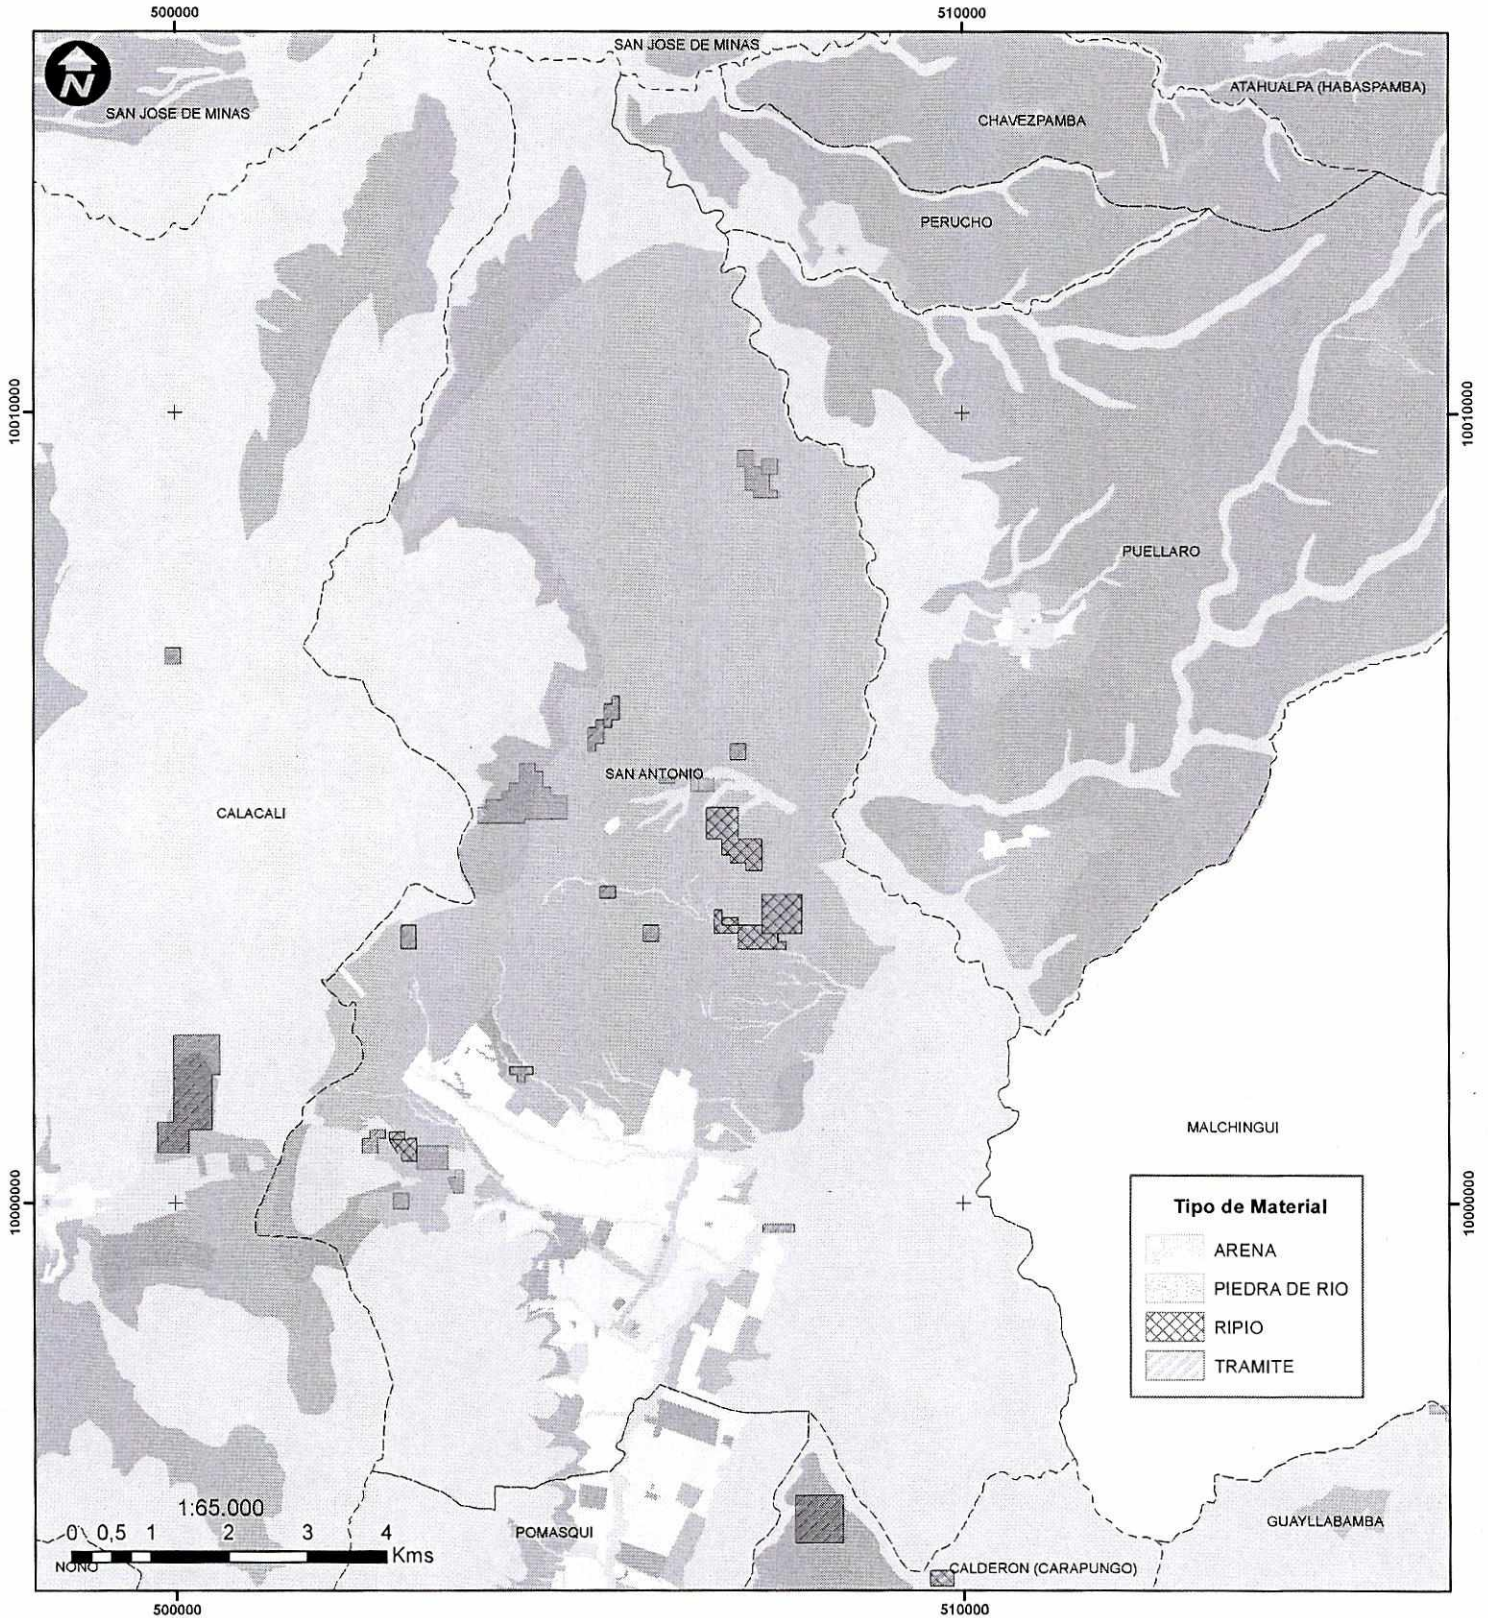 500000
510000
N
SAN JOSE DE MINAS
SAN JOSE DE MINAS
ATAHUALPA (HABASPAMBA)
CHAVEZPAMBA
PERUCHO
10010000
10010000
PUELLARO
SAN ANTONIO
CALACALI
MALCHINGUI
10000000
10000000
Tipo de Material
ARENA
PIEDRA DE RIO
RIPIO
TRAMITE
1:65.000
0 0,5 1 2 3 4
Kms
NONO
POMASQUI
GUAYLLABAMBA
CALDERON (CARAPUNGO)
500000
510000